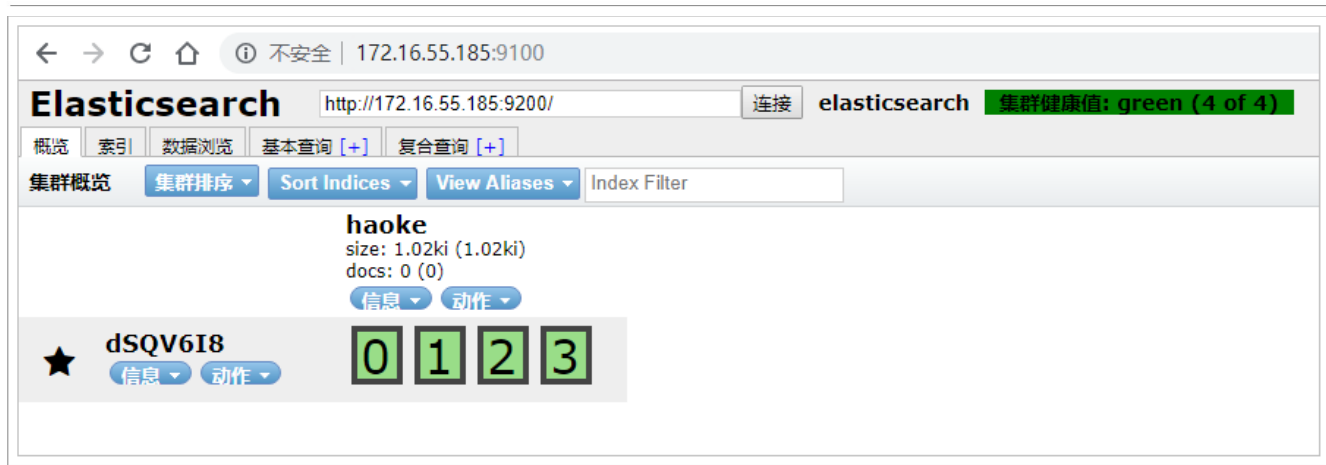 不安全 | 172.16.55.185:9100
Elasticsearch http://172.16.55.185:9200/ 连接 elasticsearch 集群健康值: green (4 of 4)
概览 索引 数据浏览 基本查询 [+] 复合查询 [+]
集群概览 集群排序 Sort Indices View Aliases Index Filter
haoke
size: 1.02ki (1.02ki)
docs: 0 (0)
信息 动作
dSQV6I8 0 1 2 3
信息 动作